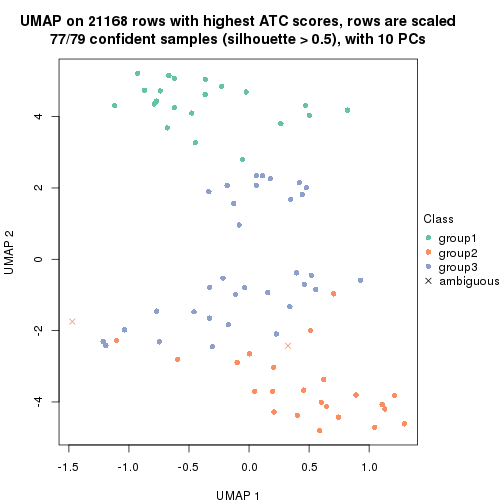 UMAP on 21168 rows with highest ATC scores, rows are scaled
77/79 confident samples (silhouette > 0.5), with 10 PCs
UMAP 2
4
2
0
-2
-4
-1.5
-1.0
-0.5
0.0
0.5
1.0
UMAP 1
Class
group1
group2
group3
ambiguous